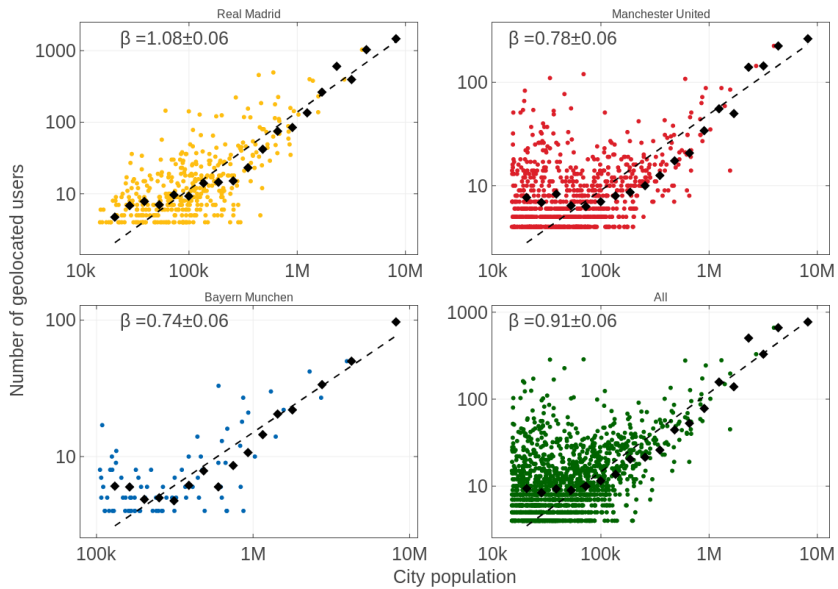 Real Madrid
β =1.08±0.06
1000
100
10
10k
100k
1M
10M
Manchester United
β =0.78±0.06
100
10
10k
100k
1M
10M
Bayern Munchen
β =0.74±0.06
100
10
100k
1M
10M
All
β =0.91±0.06
1000
100
10
10k
100k
1M
10M
Number of geolocated users
City population